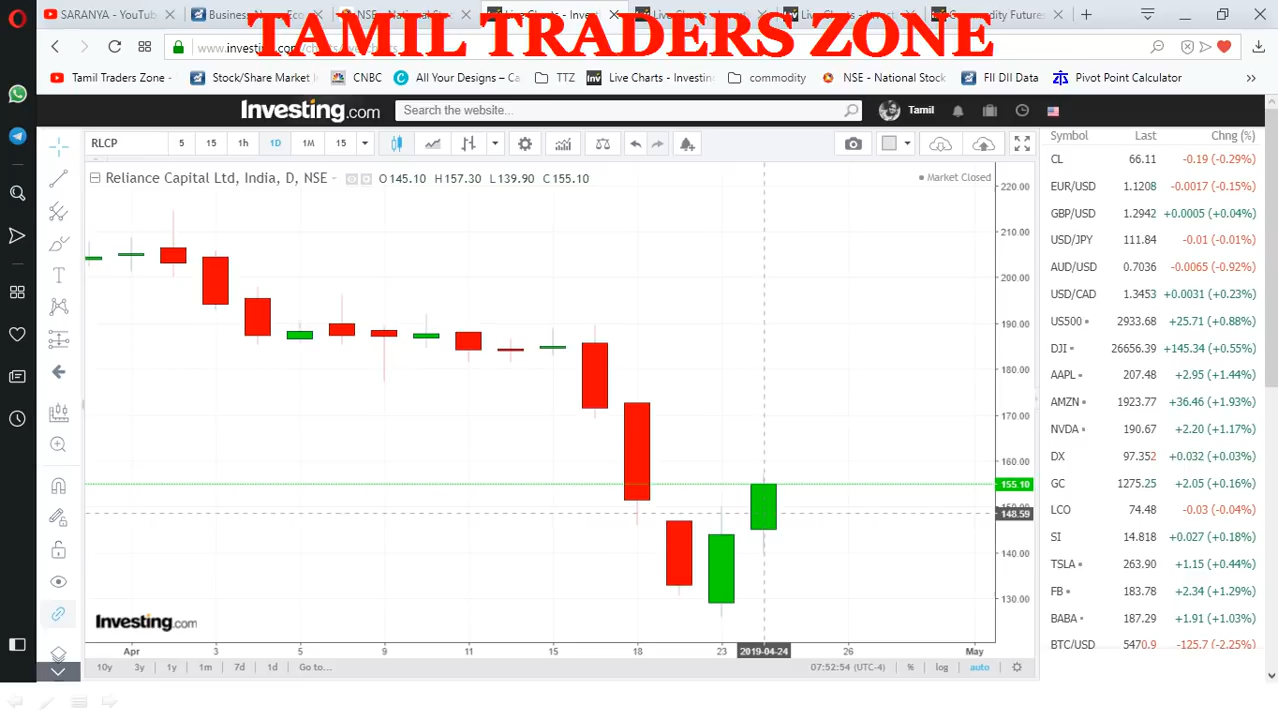 SARANYA - YouTub
Business
NSE - National S
Live Charts - Inves
Live Charts - Invest
Commodity Futures
TAMIL TRADERS ZONE
www.investing.com/charts/live-charts
Tamil Traders Zone -
Stock/Share Market
CNBC
All Your Designs – Ca
TTZ
Live Charts - Investin
commodity
NSE - National Stock
FII DII Data
Pivot Point Calculator
Investing.com
Search the website...
Tamil
RLCP
5
15
1h
1D
1M
15
Symbol Last Chng (%)
Reliance Capital Ltd, India, D, NSE
O 145.10 H 157.30 L 139.90 C 155.10
Market Closed
CL 66.11 -0.19 (-0.29%)
EUR/USD 1.1208 -0.0017 (-0.15%)
GBP/USD 1.2942 +0.0005 (+0.04%)
USD/JPY 111.84 -0.01 (-0.01%)
AUD/USD 0.7036 -0.0065 (-0.92%)
USD/CAD 1.3453 +0.0031 (+0.23%)
US500 2933.68 +25.71 (+0.88%)
DJI 26656.39 +145.34 (+0.55%)
AAPL 207.48 +2.95 (+1.44%)
AMZN 1923.77 +36.46 (+1.93%)
NVDA 190.67 +2.20 (+1.17%)
DX 97.352 +0.032 (+0.03%)
GC 1275.25 +2.05 (+0.16%)
LCO 74.48 -0.03 (-0.04%)
SI 14.818 +0.027 (+0.18%)
TSLA 263.90 +1.15 (+0.44%)
FB 183.78 +2.34 (+1.29%)
BABA 187.29 +1.91 (+1.03%)
BTC/USD 5470.9 -125.7 (-2.25%)
220.00
210.00
200.00
190.00
180.00
170.00
160.00
155.10
148.59
140.00
130.00
Investing.com
Apr 3 5 9 11 15 18 23 2019-04-24 26 May
10y 3y 1y 1m 7d 1d Go to...
07:52:54 (UTC-4) % log auto